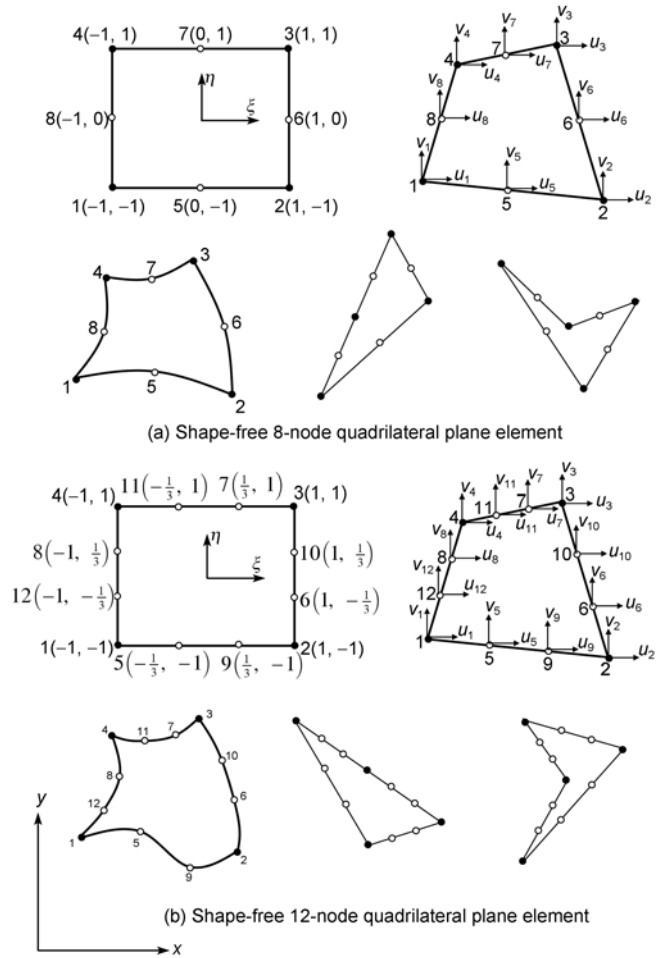 4(−1, 1) 7(0, 1) 3(1, 1)
η
ξ
8(−1, 0) 6(1, 0)
1(−1, −1) 5(0, −1) 2(1, −1)
v4 v7 v3
4 u4 7 u7 3 u3
v8 v6
8 u8 6 u6
v1 v5 v2
1 u1 5 u5 2 u2
4 7 3
8 6
1 5 2
(a) Shape-free 8-node quadrilateral plane element
4(−1, 1) 11(−1/3, 1) 7(1/3, 1) 3(1, 1)
η
ξ
8(−1, 1/3) 10(1, 1/3)
12(−1, −1/3) 6(1, −1/3)
1(−1, −1) 5(−1/3, −1) 9(1/3, −1) 2(1, −1)
v4 v11 v7 v3
4 u4 11 u11 7 u7 3 u3
v8 v10
8 u8 10 u10
v12 v6
12 u12 6 u6
v1 v5 v9 v2
1 u1 5 u5 9 u9 2 u2
4 11 7 3
8 10
12 6
1 5 9 2
y
x
(b) Shape-free 12-node quadrilateral plane element